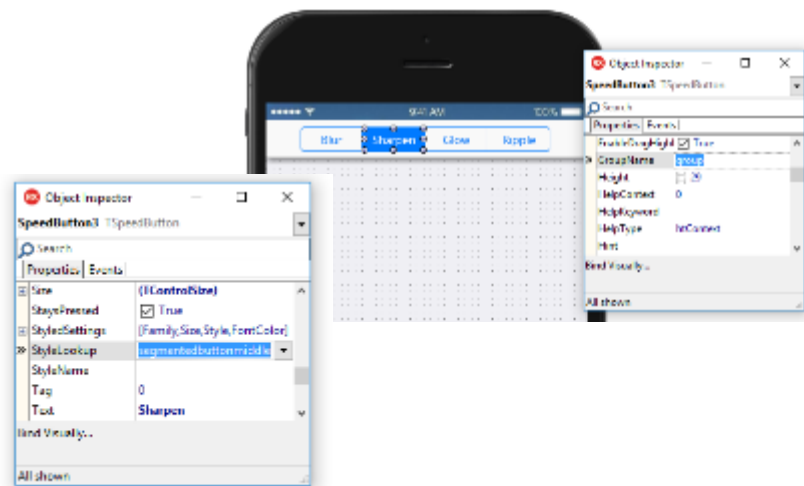 9:41 AM 100%
Blur Sharpen Glow Ripple
Object Inspector
SpeedButton3 TSpeedButton
Search
Properties Events
EnableDragHighl True
GroupName group
Height 29
HelpContext 0
HelpKeyword
HelpType htContext
Hint
Bind Visually...
All shown
Object Inspector
SpeedButton3 TSpeedButton
Search
Properties Events
Size (TControlSize)
StaysPressed True
StyledSettings [Family,Size,Style,FontColor]
StyleLookup segmentedbuttonmiddle
StyleName
Tag 0
Text Sharpen
Bind Visually...
All shown